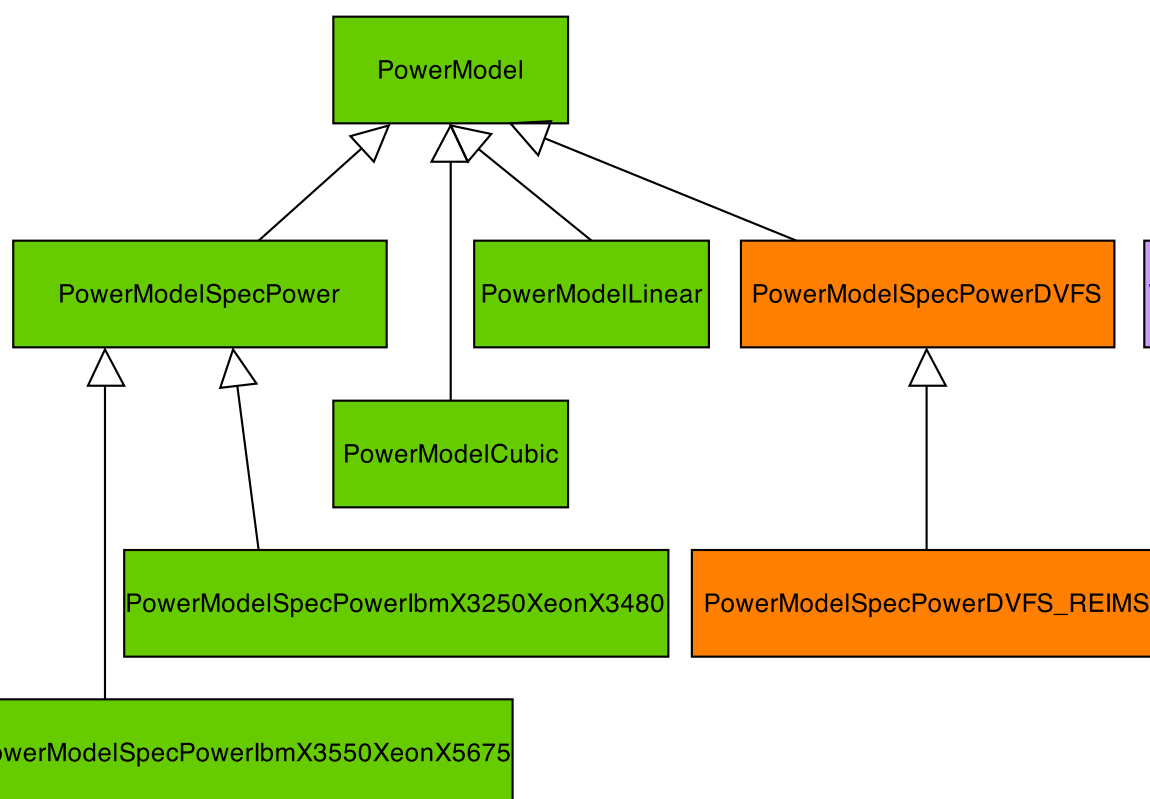 PowerModel
PowerModelSpecPower
PowerModelLinear
PowerModelSpecPowerDVFS
PowerModelCubic
PowerModelSpecPowerIbmX3250XeonX3480
PowerModelSpecPowerDVFS_REIMS
owerModelSpecPowerIbmX3550XeonX5675